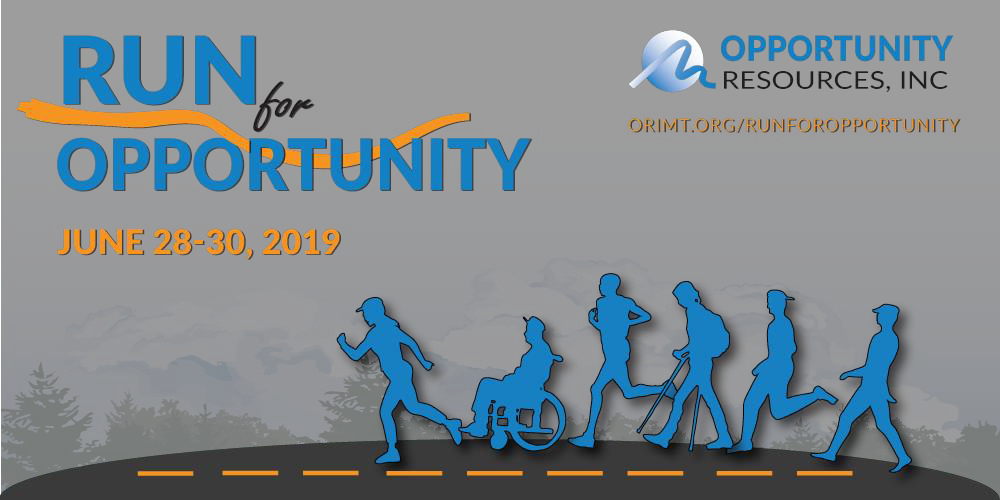 RUN
for
OPPORTUNITY
JUNE 28-30, 2019
OPPORTUNITY
RESOURCES, INC
ORIMT.ORG/RUNFOROPPORTUNITY